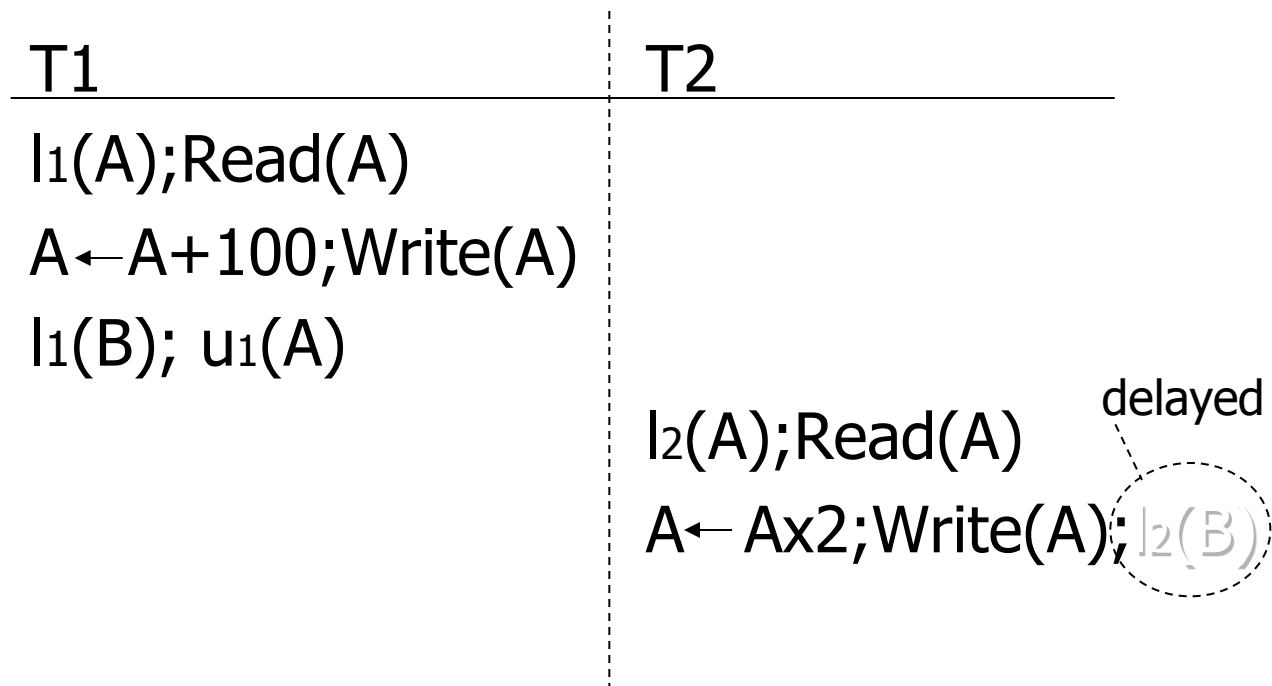 T1 T2
l1(A);Read(A)
A←A+100;Write(A)
l1(B); u1(A)
delayed
l2(A);Read(A)
A← Ax2;Write(A);l2(B)